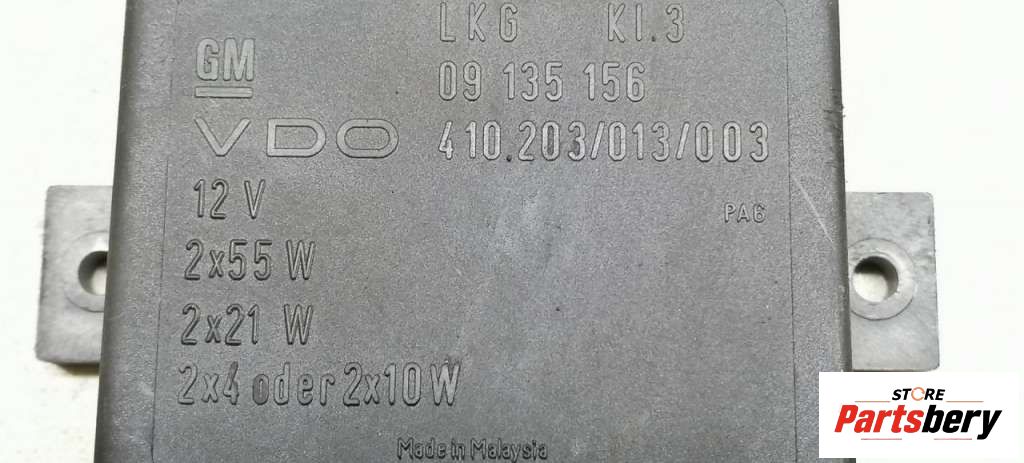 LKG KI.3
GM 09 135 156
VDO 410.203/013/003
12 V
PA6
2x55 W
2x21 W
2x4 oder 2x10 W
Made in Malaysia
STORE
Partsbery